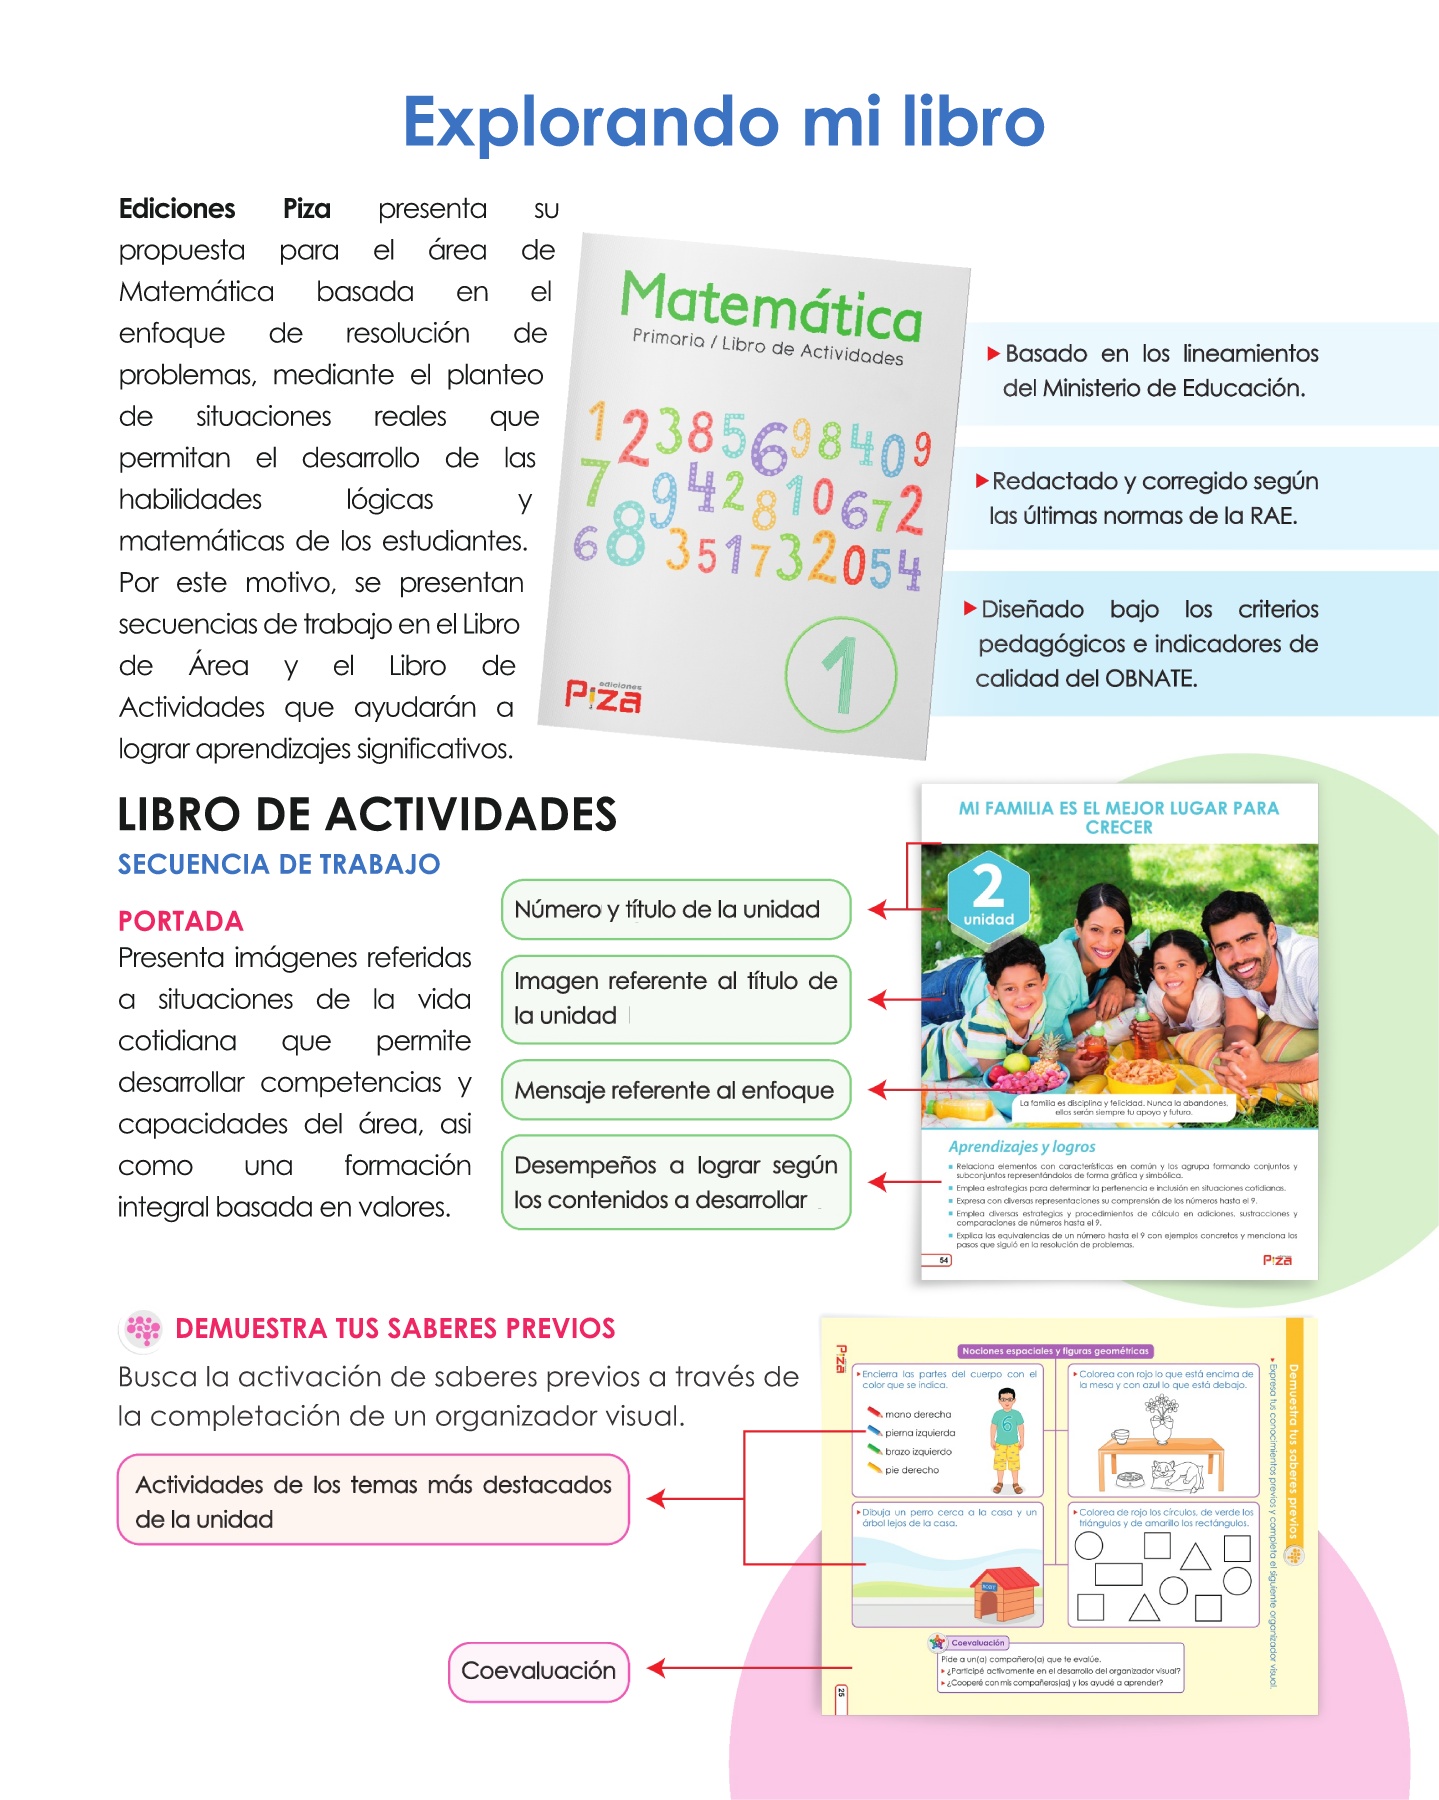 Explorando mi libro
Ediciones Piza presenta su
propuesta para el área de
Matemática basada en el
enfoque de resolución de
problemas, mediante el planteo
de situaciones reales que
permitan el desarrollo de las
habilidades lógicas y
matemáticas de los estudiantes.
Por este motivo, se presentan
secuencias de trabajo en el Libro
de Área y el Libro de
Actividades que ayudarán a
lograr aprendizajes significativos.
Matemática
Primaria / Libro de Actividades
1 2 3 8 5 6 9 8 4 0 9
7 9 4 2 8 1 0 6 7 2
6 8 3 5 1 7 3 2 0 5 4
1
ediciones
Piza
Basado en los lineamientos
del Ministerio de Educación.
Redactado y corregido según
las últimas normas de la RAE.
Diseñado bajo los criterios
pedagógicos e indicadores de
calidad del OBNATE.
LIBRO DE ACTIVIDADES
SECUENCIA DE TRABAJO
PORTADA
Presenta imágenes referidas
a situaciones de la vida
cotidiana que permite
desarrollar competencias y
capacidades del área, asi
como una formación
integral basada en valores.
Número y título de la unidad
Imagen referente al título de
la unidad
Mensaje referente al enfoque
Desempeños a lograr según
los contenidos a desarrollar
MI FAMILIA ES EL MEJOR LUGAR PARA
CRECER
2
unidad
La familia es disciplina y felicidad. Nunca la abandones,
ellos serán siempre tu apoyo y futuro.
Aprendizajes y logros
Relaciona elementos con características en común y los agrupa formando conjuntos y
subconjuntos representándolos de forma gráfica y simbólica.
Emplea estrategias para determinar la pertenencia e inclusión en situaciones cotidianas.
Expresa con diversas representaciones su comprensión de los números hasta el 9.
Emplea diversas estrategias y procedimientos de cálculo en adiciones, sustracciones y
comparaciones de números hasta el 9.
Explica las equivalencias de un número hasta el 9 con ejemplos concretos y menciona los
pasos que siguió en la resolución de problemas.
54
Piza
DEMUESTRA TUS SABERES PREVIOS
Busca la activación de saberes previos a través de
la completación de un organizador visual.
Actividades de los temas más destacados
de la unidad
Coevaluación
Piza
Nociones espaciales y figuras geométricas
Encierra las partes del cuerpo con el
color que se indica.
mano derecha
pierna izquierda
brazo izquierdo
pie derecho
6
Colorea con rojo lo que está encima de
la mesa y con azul lo que está debajo.
Dibuja un perro cerca a la casa y un
árbol lejos de la casa.
BOBY
Colorea de rojo los círculos, de verde los
triángulos y de amarillo los rectángulos.
Demuestra tus saberes previos
Expresa tus conocimientos previos y completa el siguiente organizador visual.
Coevaluación
Pide a un(a) compañero(a) que te evalúe.
¿Participé activamente en el desarrollo del organizador visual?
¿Cooperé con mis compañeros(as) y los ayudé a aprender?
25